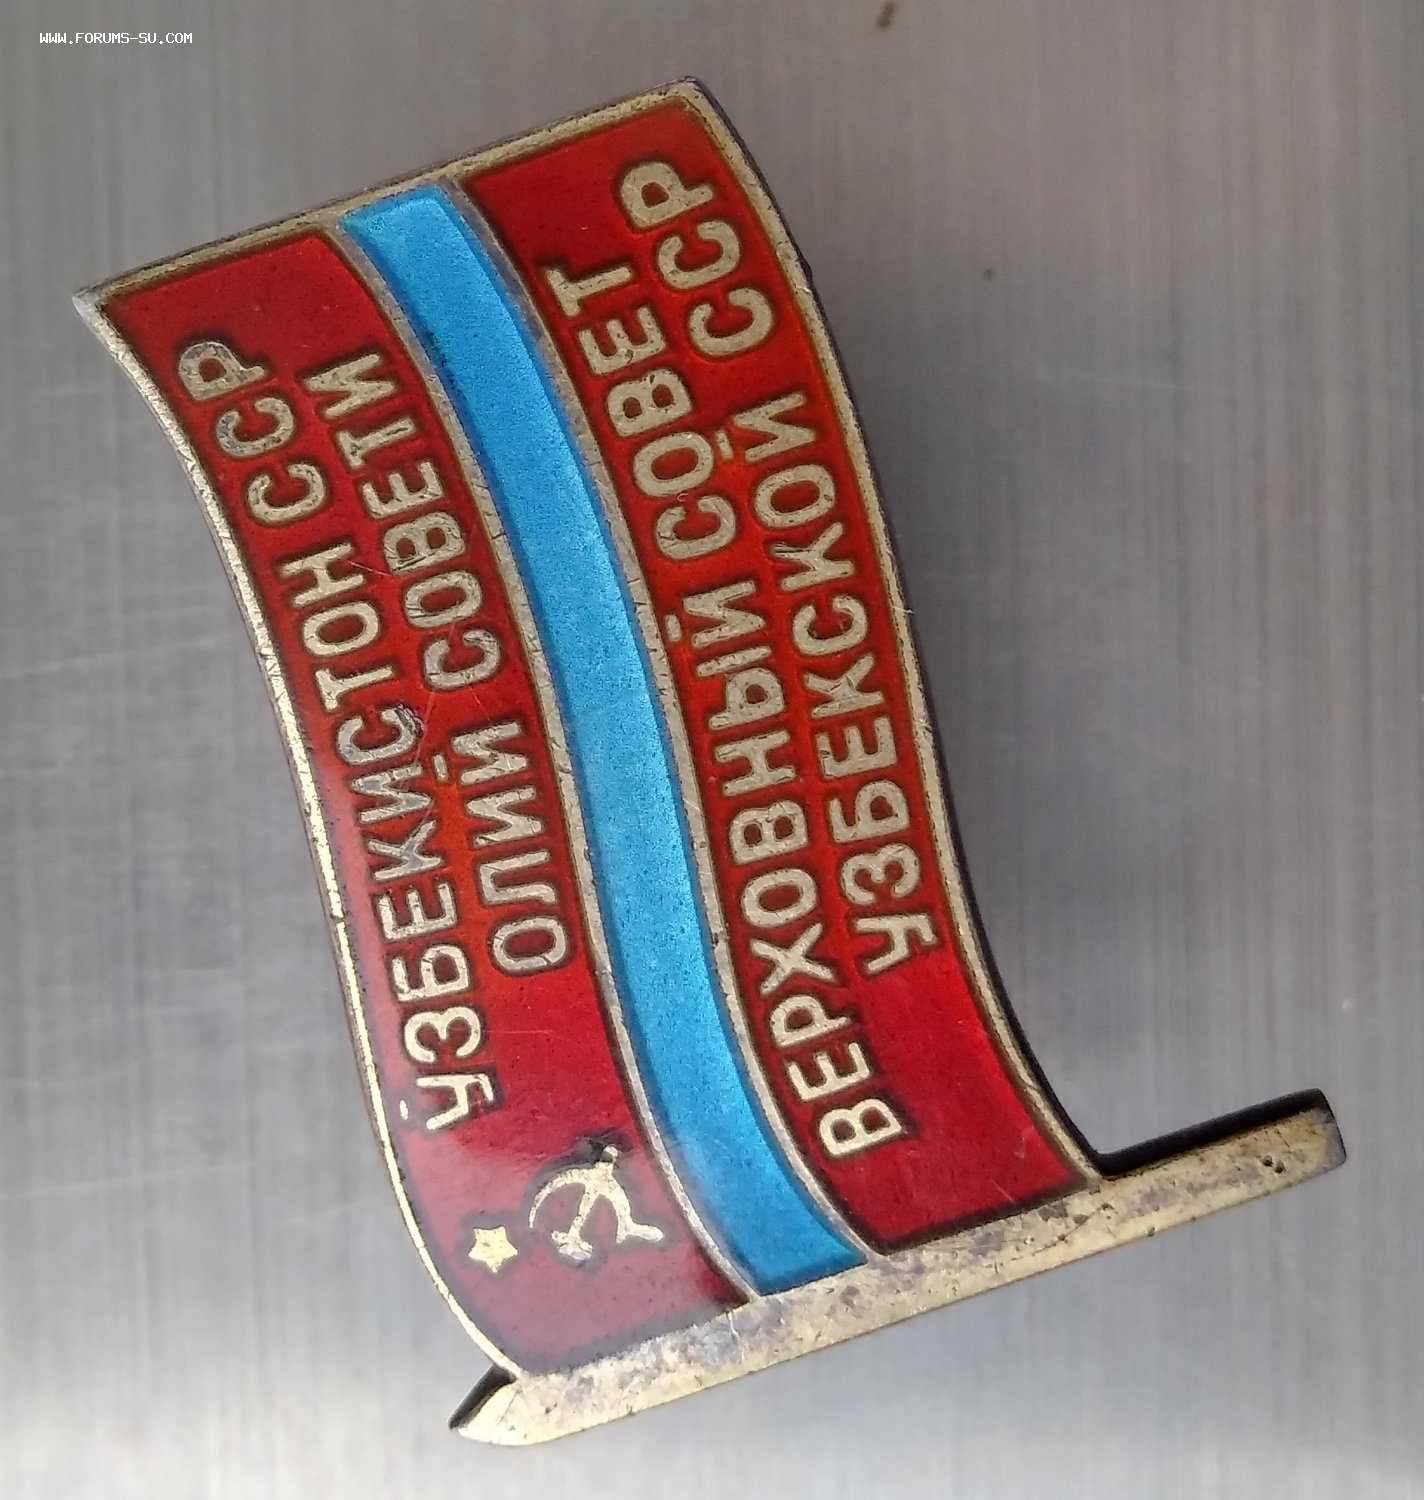 WWW.FORUMS-SU.COM
ЎЗБЕКИСТОН ССР
ОЛИЙ СОВЕТИ
ВЕРХОВНЫЙ СОВЕТ
УЗБЕКСКОЙ ССР